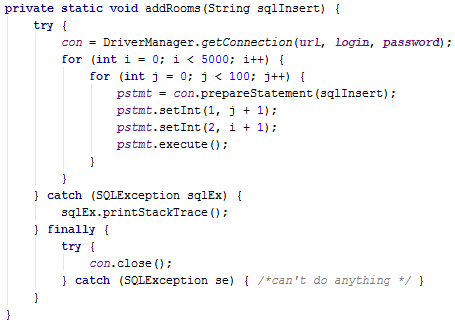 private static void addRooms(String sqlInsert) {
    try {
        con = DriverManager.getConnection(url, login, password);
        for (int i = 0; i < 5000; i++) {
            for (int j = 0; j < 100; j++) {
                pstmt = con.prepareStatement(sqlInsert);
                pstmt.setInt(1, j + 1);
                pstmt.setInt(2, i + 1);
                pstmt.execute();
            }
        }
    } catch (SQLException sqlEx) {
        sqlEx.printStackTrace();
    } finally {
        try {
            con.close();
        } catch (SQLException se) { /*can't do anything */ }
    }
}